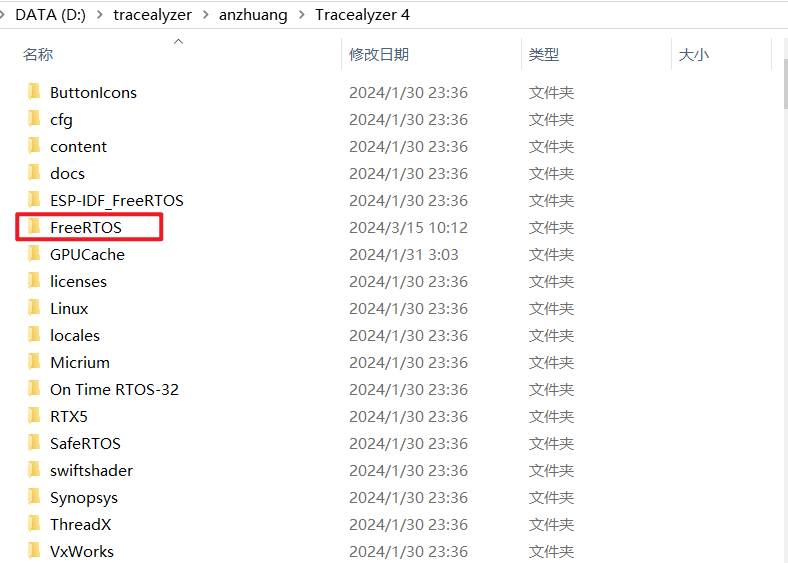 DATA (D:) > tracealyzer > anzhuang > Tracealyzer 4
名称 修改日期 类型 大小
ButtonIcons 2024/1/30 23:36 文件夹
cfg 2024/1/30 23:36 文件夹
content 2024/1/30 23:36 文件夹
docs 2024/1/30 23:36 文件夹
ESP-IDF_FreeRTOS 2024/1/30 23:36 文件夹
FreeRTOS 2024/3/15 10:12 文件夹
GPUCache 2024/1/31 3:03 文件夹
licenses 2024/1/30 23:36 文件夹
Linux 2024/1/30 23:36 文件夹
locales 2024/1/30 23:36 文件夹
Micrium 2024/1/30 23:36 文件夹
On Time RTOS-32 2024/1/30 23:36 文件夹
RTX5 2024/1/30 23:36 文件夹
SafeRTOS 2024/1/30 23:36 文件夹
swiftshader 2024/1/30 23:36 文件夹
Synopsys 2024/1/30 23:36 文件夹
ThreadX 2024/1/30 23:36 文件夹
VxWorks 2024/1/30 23:36 文件夹